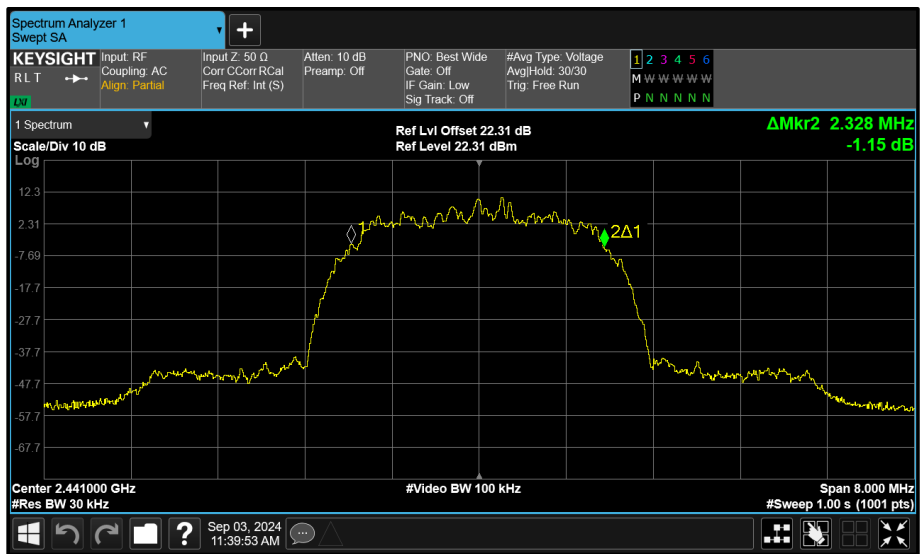 Spectrum Analyzer 1
Swept SA
▼
+
KEYSIGHT
R L T
LXI
Input: RF
Coupling: AC
Align: Partial
Input Z: 50 Ω
Corr CCorr RCal
Freq Ref: Int (S)
Atten: 10 dB
Preamp: Off
PNO: Best Wide
Gate: Off
IF Gain: Low
Sig Track: Off
#Avg Type: Voltage
Avg|Hold: 30/30
Trig: Free Run
1 2 3 4 5 6
M W W W W W
P N N N N N
1 Spectrum ▼
Scale/Div 10 dB
Ref Lvl Offset 22.31 dB
Ref Level 22.31 dBm
ΔMkr2 2.328 MHz
-1.15 dB
Log
12.3
2.31
-7.69
-17.7
-27.7
-37.7
-47.7
-57.7
-67.7
1
2Δ1
Center 2.441000 GHz
#Res BW 30 kHz
#Video BW 100 kHz
Span 8.000 MHz
#Sweep 1.00 s (1001 pts)
?
Sep 03, 2024
11:39:53 AM